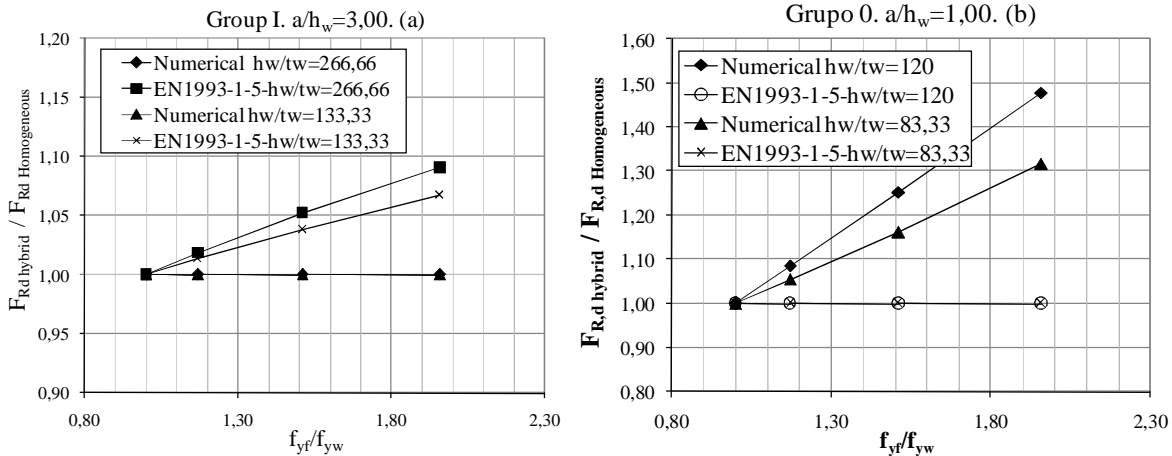 Group I. a/hw=3,00. (a)
FRd hybrid / FRd Homogeneous
1,20
1,15
1,10
1,05
1,00
0,95
0,90
Numerical hw/tw=266,66
EN1993-1-5-hw/tw=266,66
Numerical hw/tw=133,33
EN1993-1-5-hw/tw=133,33
0,80
1,30
1,80
2,30
fyf/fyw
Grupo 0. a/hw=1,00. (b)
FR,d hybrid / FR,d Homogeneous
1,60
1,50
1,40
1,30
1,20
1,10
1,00
0,90
0,80
Numerical hw/tw=120
EN1993-1-5-hw/tw=120
Numerical hw/tw=83,33
EN1993-1-5-hw/tw=83,33
0,80
1,30
1,80
2,30
fyf/fyw